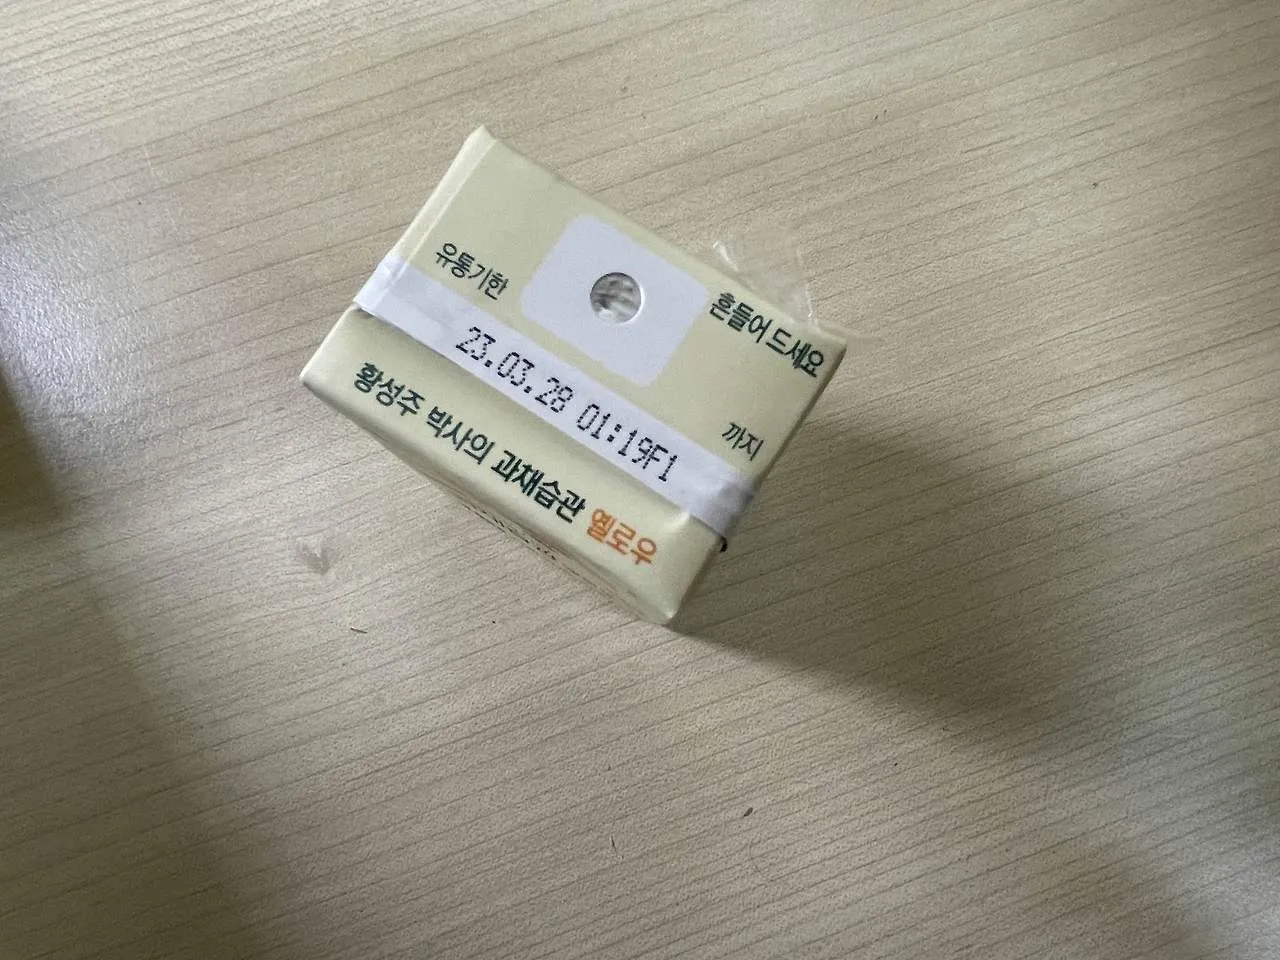 유통기한
흔들어 드세요
23.03.28 01:19F1
까지
황성주 박사의 과채습관 옐로우